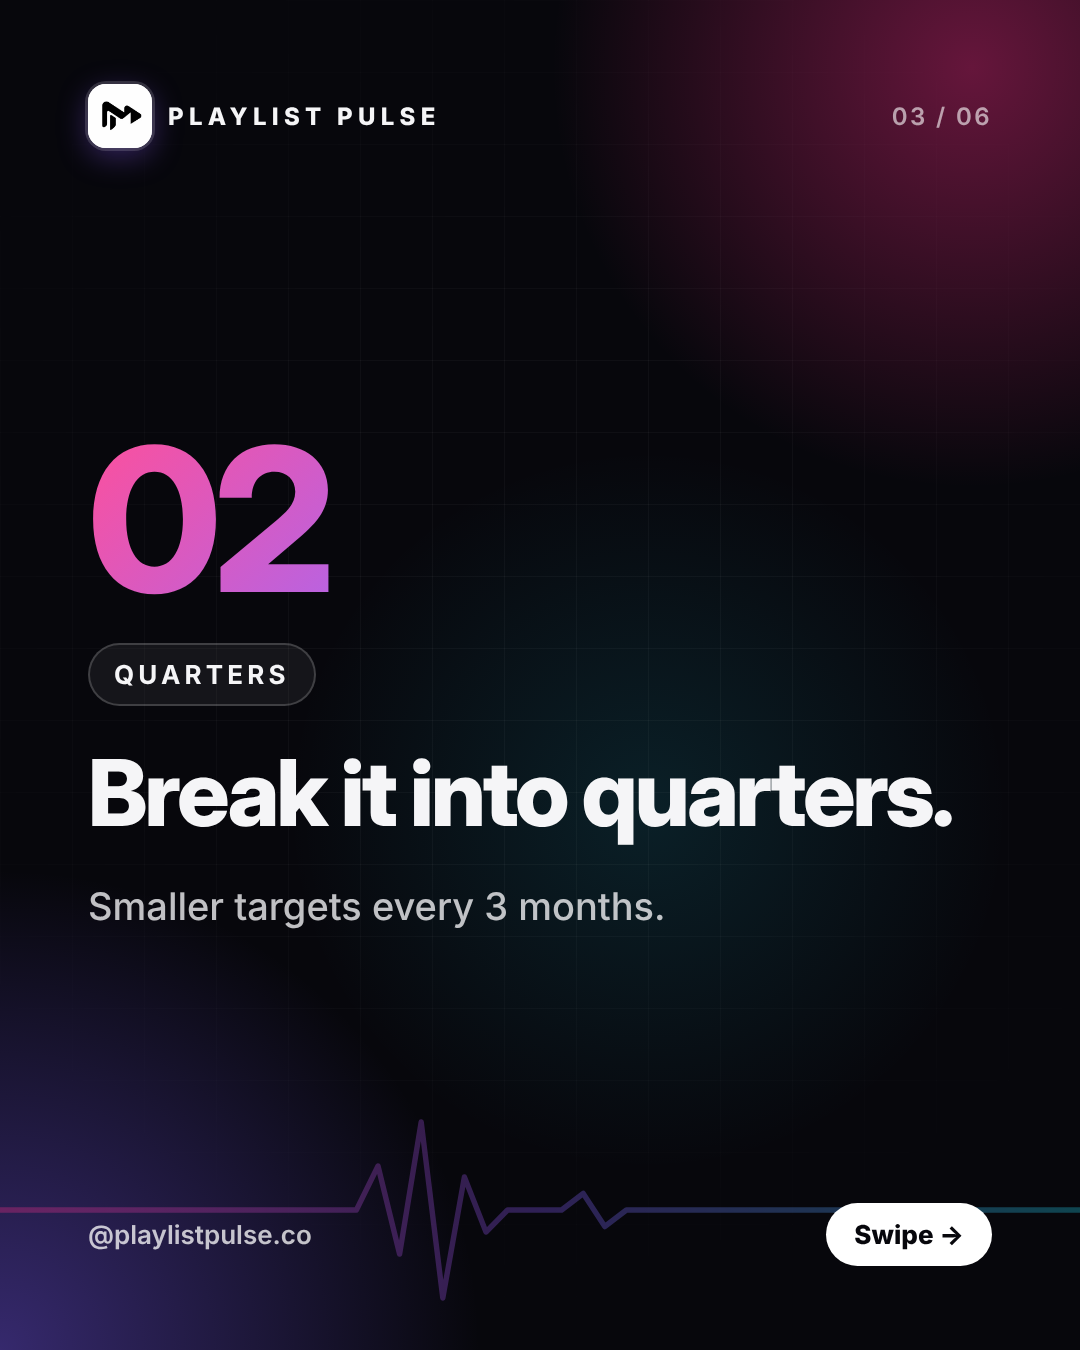 PLAYLIST PULSE
03 / 06
02
QUARTERS
Break it into quarters.
Smaller targets every 3 months.
@playlistpulse.co
Swipe →